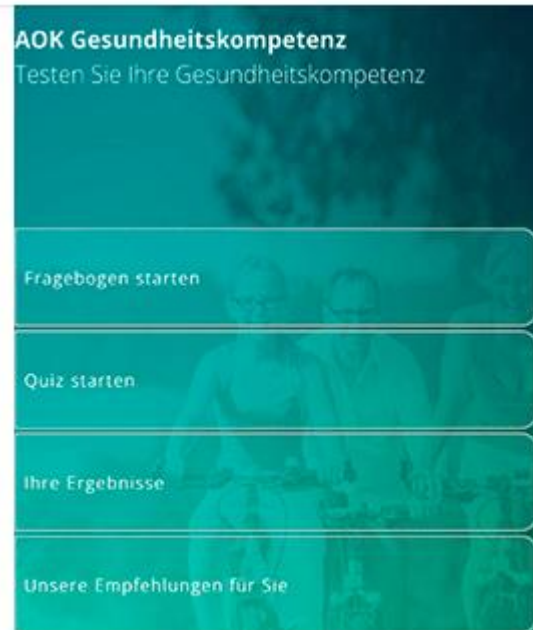 AOK Gesundheitskompetenz
Testen Sie Ihre Gesundheitskompetenz
Fragebogen starten
Quiz starten
Ihre Ergebnisse
Unsere Empfehlungen für Sie